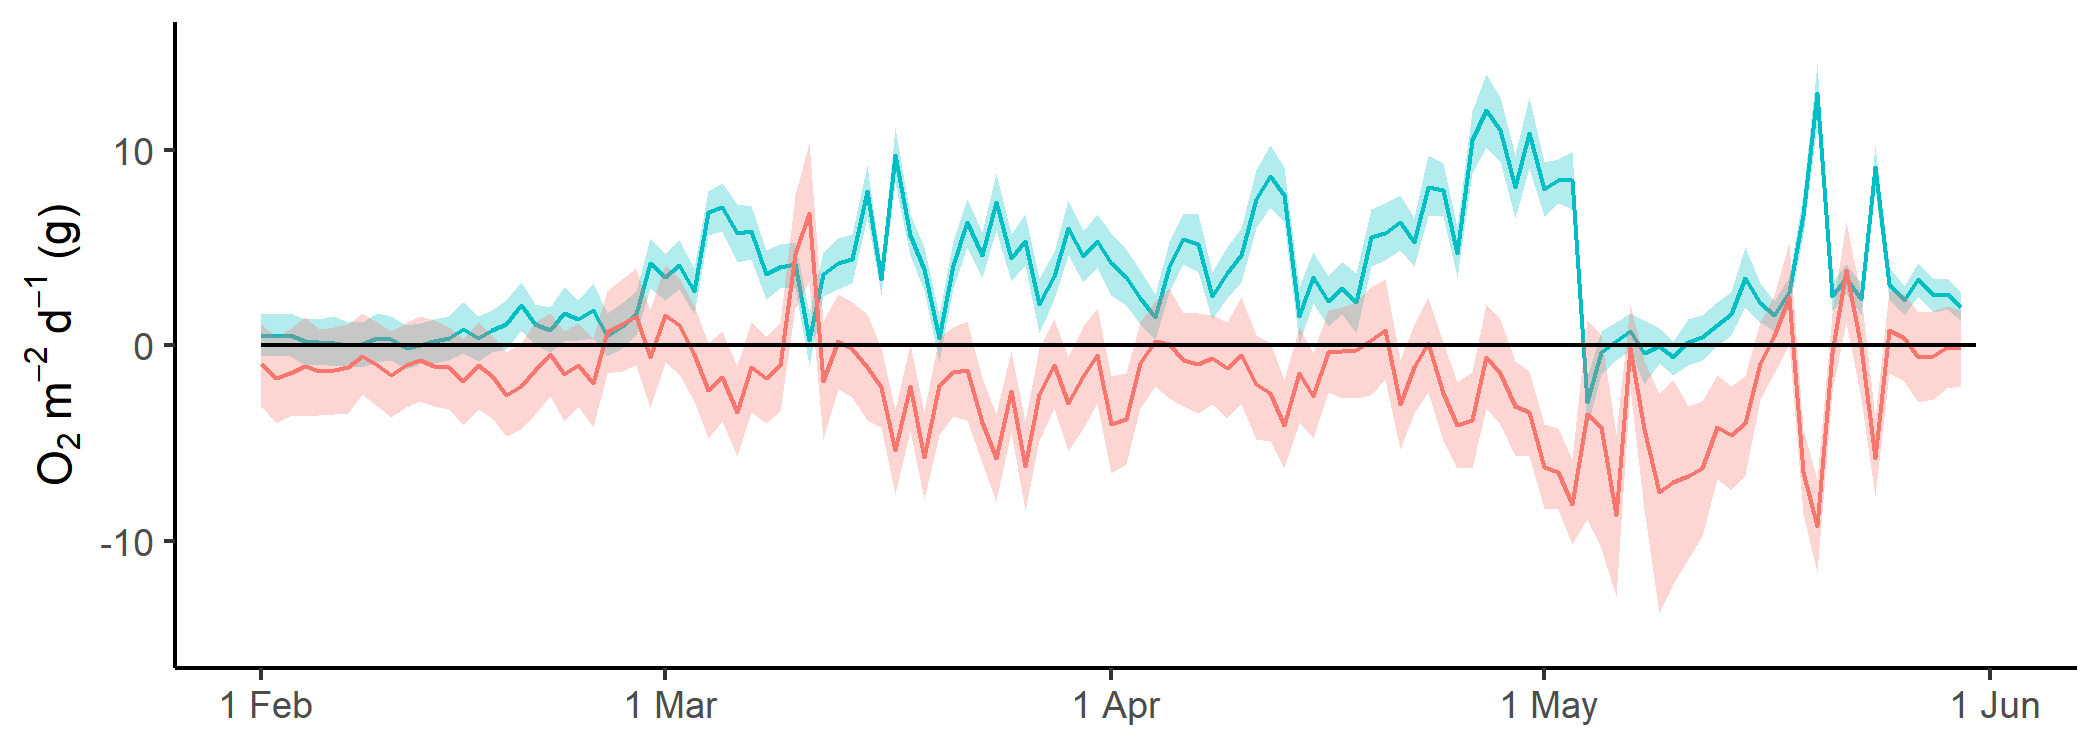 O₂ m⁻² d⁻¹ (g)
10
0
-10
1 Feb 1 Mar 1 Apr 1 May 1 Jun